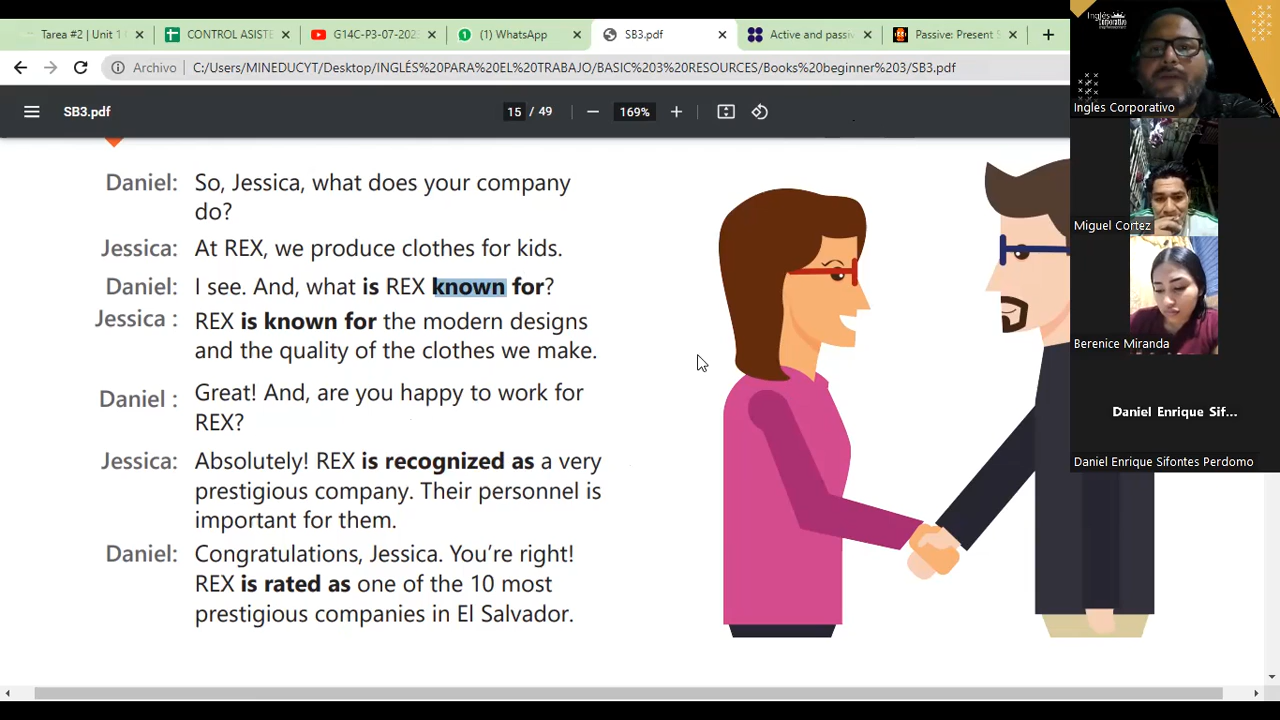 Tarea #2 | Unit 1
CONTROL ASISTE
G14C-P3-07-202
(1) WhatsApp
SB3.pdf
Active and passiv
Passive: Present S
Archivo
C:/Users/MINEDUCYT/Desktop/INGLÉS%20PARA%20EL%20TRABAJO/BASIC%203%20RESOURCES/Books%20beginner%203/SB3.pdf
SB3.pdf
15 / 49
169%
Daniel: So, Jessica, what does your company
do?
Jessica: At REX, we produce clothes for kids.
Daniel: I see. And, what is REX known for?
Jessica : REX is known for the modern designs
and the quality of the clothes we make.
Daniel : Great! And, are you happy to work for
REX?
Jessica: Absolutely! REX is recognized as a very
prestigious company. Their personnel is
important for them.
Daniel: Congratulations, Jessica. You’re right!
REX is rated as one of the 10 most
prestigious companies in El Salvador.
Inglés
Corporativo
Ingles Corporativo
Miguel Cortez
Berenice Miranda
Daniel Enrique Sif...
Daniel Enrique Sifontes Perdomo